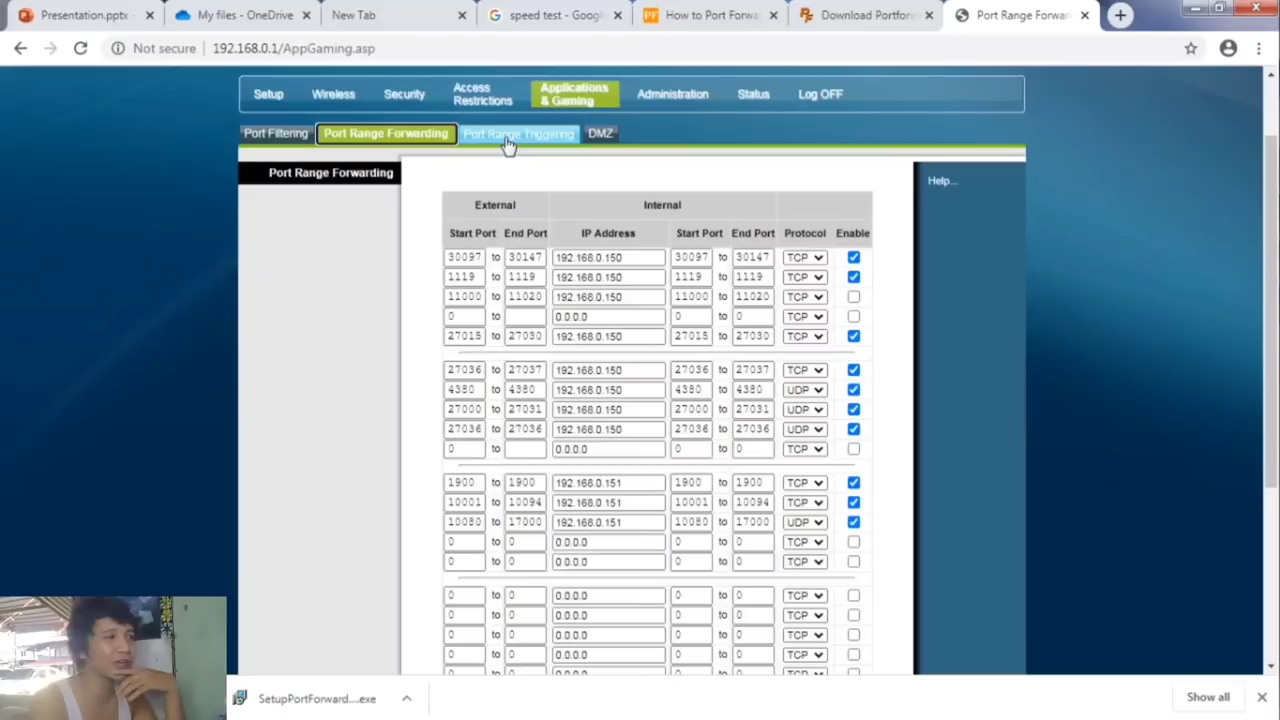 Presentation.pptx
My files - OneDrive
New Tab
speed test - Googl
How to Port Forwa
Download Portfor
Port Range Forwar
Not secure 192.168.0.1/AppGaming.asp
Setup Wireless Security Access Restrictions Applications & Gaming Administration Status Log OFF
Port Filtering Port Range Forwarding Port Range Triggering DMZ
Port Range Forwarding
Help...
External Internal
Start Port End Port IP Address Start Port End Port Protocol Enable
30097 to 30147 192.168.0.150 30097 to 30147 TCP
1119 to 1119 192.168.0.150 1119 to 1119 TCP
11000 to 11020 192.168.0.150 11000 to 11020 TCP
0 to 0.0.0.0 0 to 0 TCP
27015 to 27030 192.168.0.150 27015 to 27030 TCP
27036 to 27037 192.168.0.150 27036 to 27037 TCP
4380 to 4380 192.168.0.150 4380 to 4380 UDP
27000 to 27031 192.168.0.150 27000 to 27031 UDP
27036 to 27036 192.168.0.150 27036 to 27036 UDP
0 to 0 0.0.0.0 0 to 0 TCP
1900 to 1900 192.168.0.151 1900 to 1900 TCP
10001 to 10094 192.168.0.151 10001 to 10094 TCP
10080 to 17000 192.168.0.151 10080 to 17000 UDP
0 to 0 0.0.0.0 0 to 0 TCP
0 to 0 0.0.0.0 0 to 0 TCP
0 to 0 0.0.0.0 0 to 0 TCP
0 to 0 0.0.0.0 0 to 0 TCP
0 to 0 0.0.0.0 0 to 0 TCP
0 to 0 0.0.0.0 0 to 0 TCP
SetupPortForward....exe
Show all